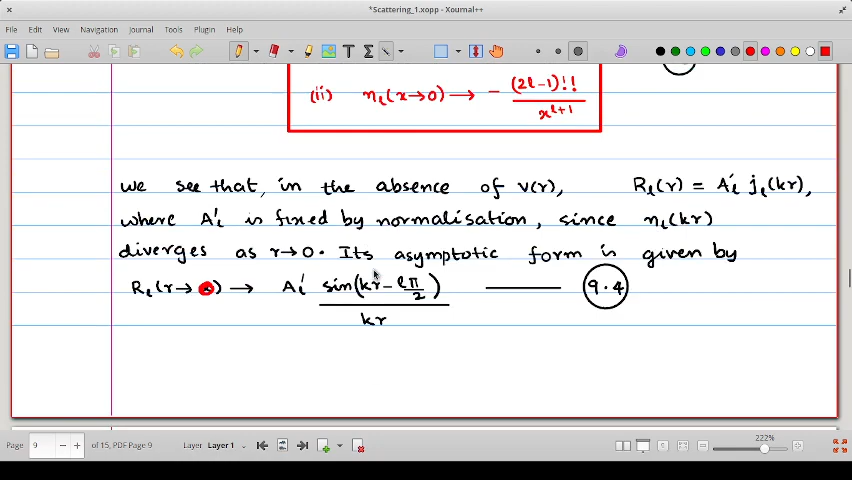 *Scattering_1.xopp - Xournal++
File Edit View Navigation Journal Tools Plugin Help
(ii) n_l(x→0) ⟶ - (2l-1)!! / x^{l+1}
we see that, in the absence of v(r), R_l(r) = A'_l j_l(kr),
where A'_l is fixed by normalisation, since n_l(kr)
diverges as r→0. Its asymptotic form is given by
R_l(r→ ) → A_l' sin(kr - lπ/2) / kr ——— 9.4
Page 9 of 15, PDF Page 9 Layer Layer 1 222%